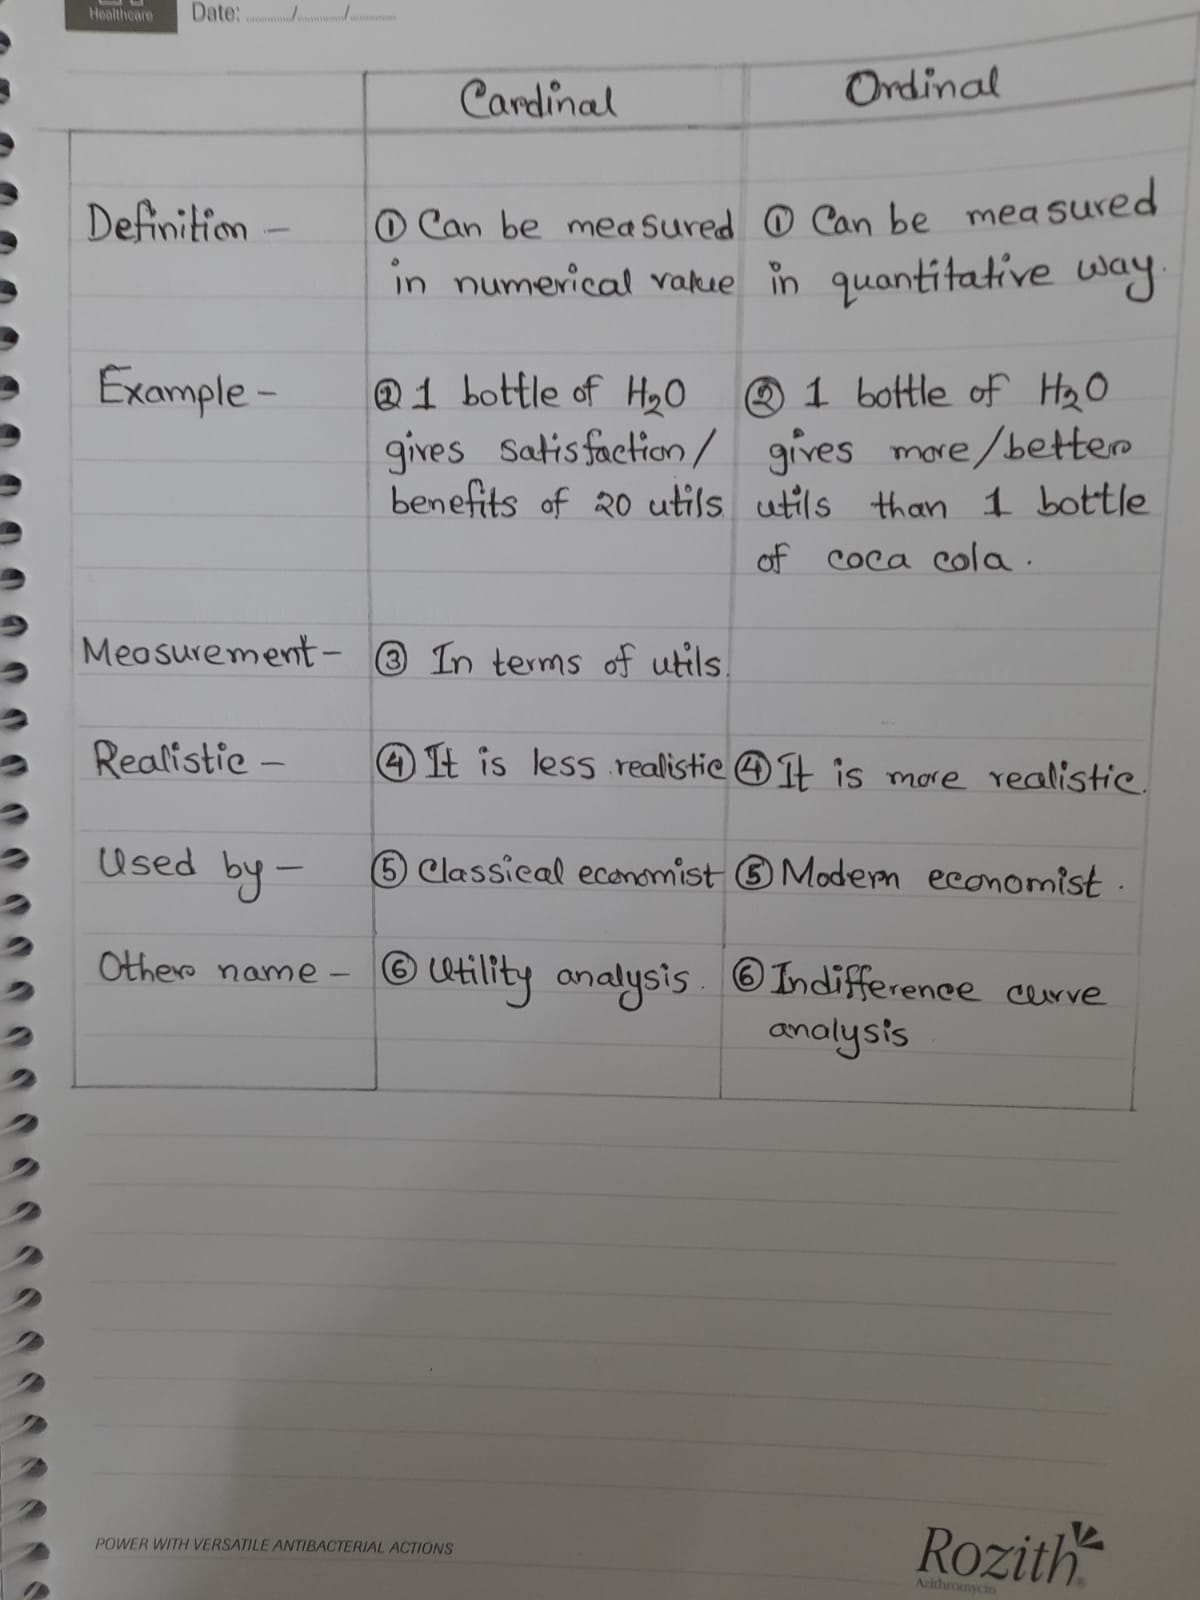 Healthcare
Date: ............/............/............
Cardinal Ordinal
Definition – ① Can be measured ① Can be measured
in numerical value in quantitative way.
Example – ② 1 bottle of H₂O ② 1 bottle of H₂O
gives satisfaction/ gives more/better
benefits of 20 utils. utils than 1 bottle
of coca cola.
Measurement – ③ In terms of utils.
Realistic – ④ It is less realistic ④ It is more realistic.
Used by – ⑤ Classical economist ⑤ Modern economist.
Other name – ⑥ Utility analysis. ⑥ Indifference curve
analysis
POWER WITH VERSATILE ANTIBACTERIAL ACTIONS
Rozith®
Azithromycin